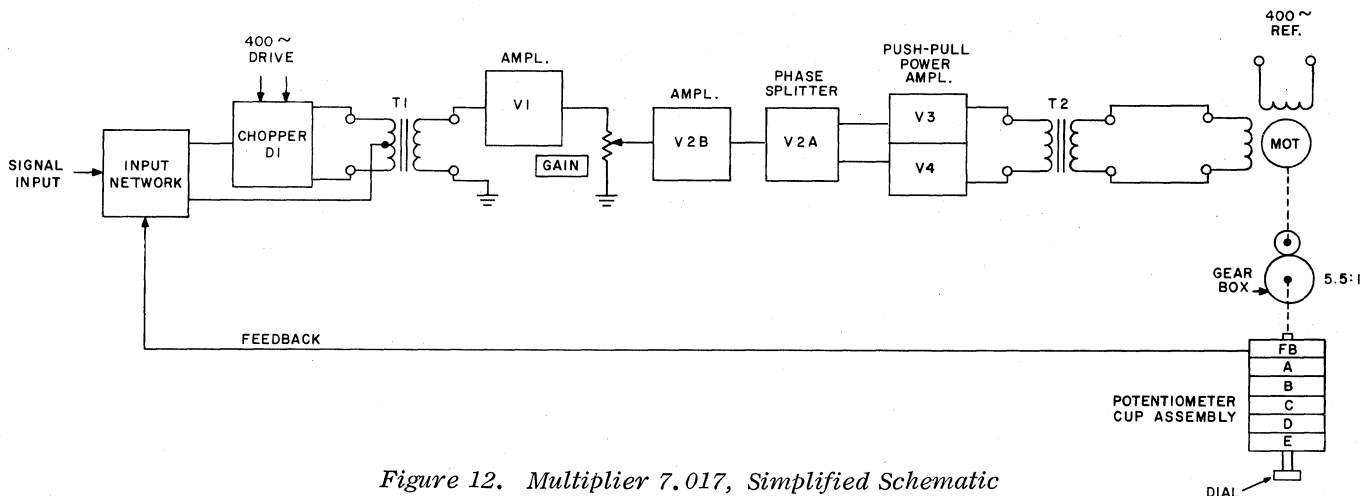 400~
DRIVE
CHOPPER
D1
T1
AMPL.
V1
GAIN
AMPL.
V2B
PHASE
SPLITTER
V2A
PUSH-PULL
POWER
AMPL.
V3
V4
T2
400~
REF.
MOT
SIGNAL
INPUT
INPUT
NETWORK
GEAR
BOX
5.5:1
FEEDBACK
FB
A
B
C
D
E
POTENTIOMETER
CUP ASSEMBLY
DIAL
Figure 12. Multiplier 7.017, Simplified Schematic